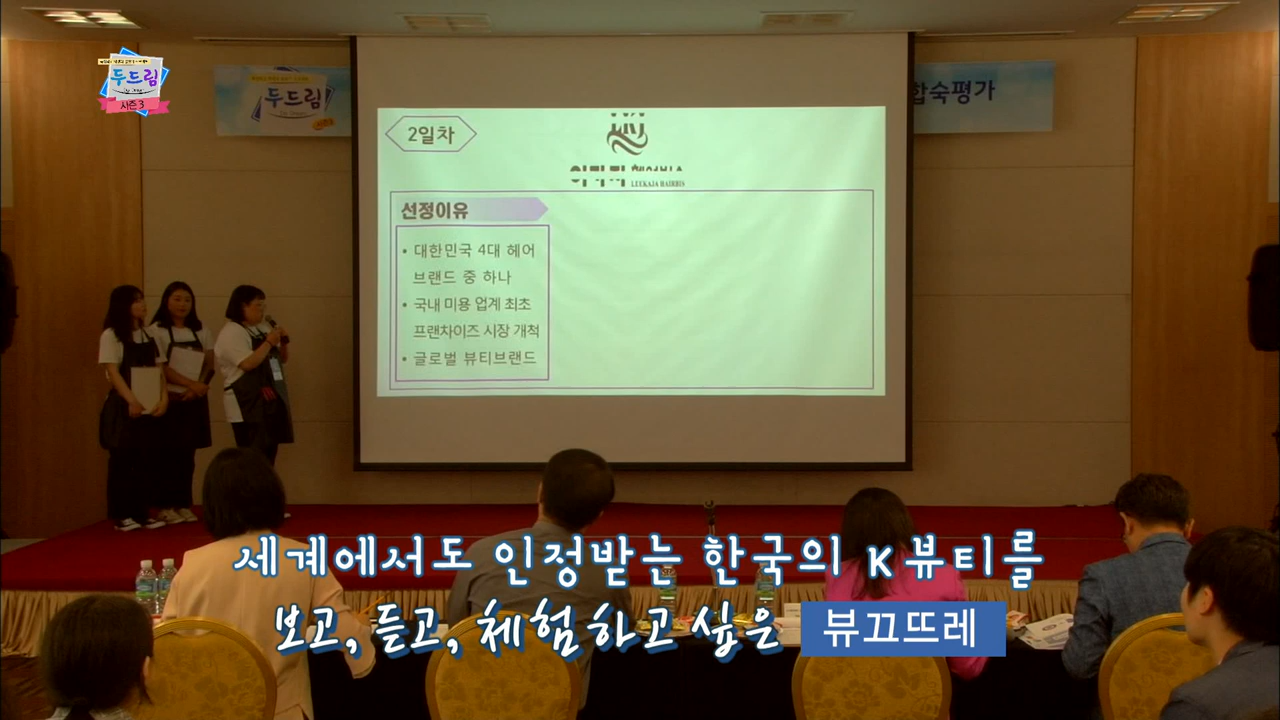 두드림
시즌3
두드림
합숙평가
2일차
LEEKAJA HAIRBIS
선정이유
• 대한민국 4대 헤어
브랜드 중 하나
• 국내 미용 업계 최초
프랜차이즈 시장 개척
• 글로벌 뷰티브랜드
세계에서도 인정받는 한국의 K뷰티를
보고, 듣고, 체험하고 싶은 뷰끄뜨레